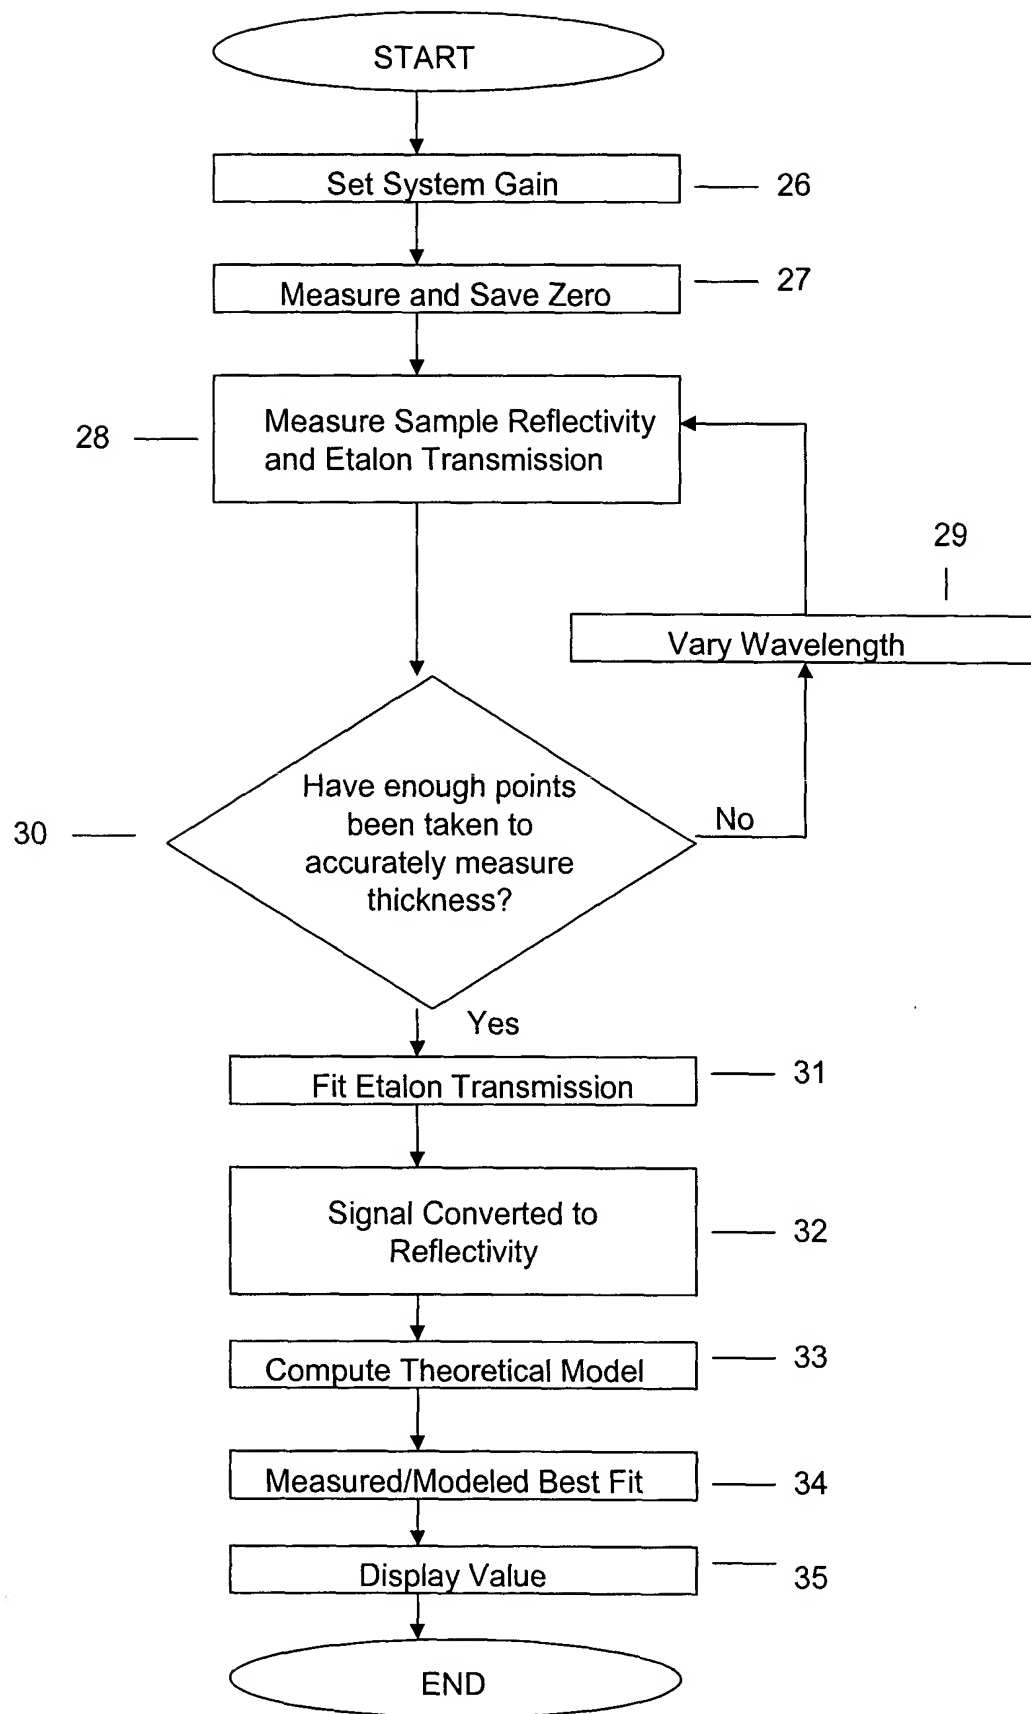 START
Set System Gain
26
Measure and Save Zero
27
28
Measure Sample Reflectivity
and Etalon Transmission
29
Vary Wavelength
30
Have enough points
been taken to
accurately measure
thickness?
No
Yes
Fit Etalon Transmission
31
Signal Converted to
Reflectivity
32
Compute Theoretical Model
33
Measured/Modeled Best Fit
34
Display Value
35
END